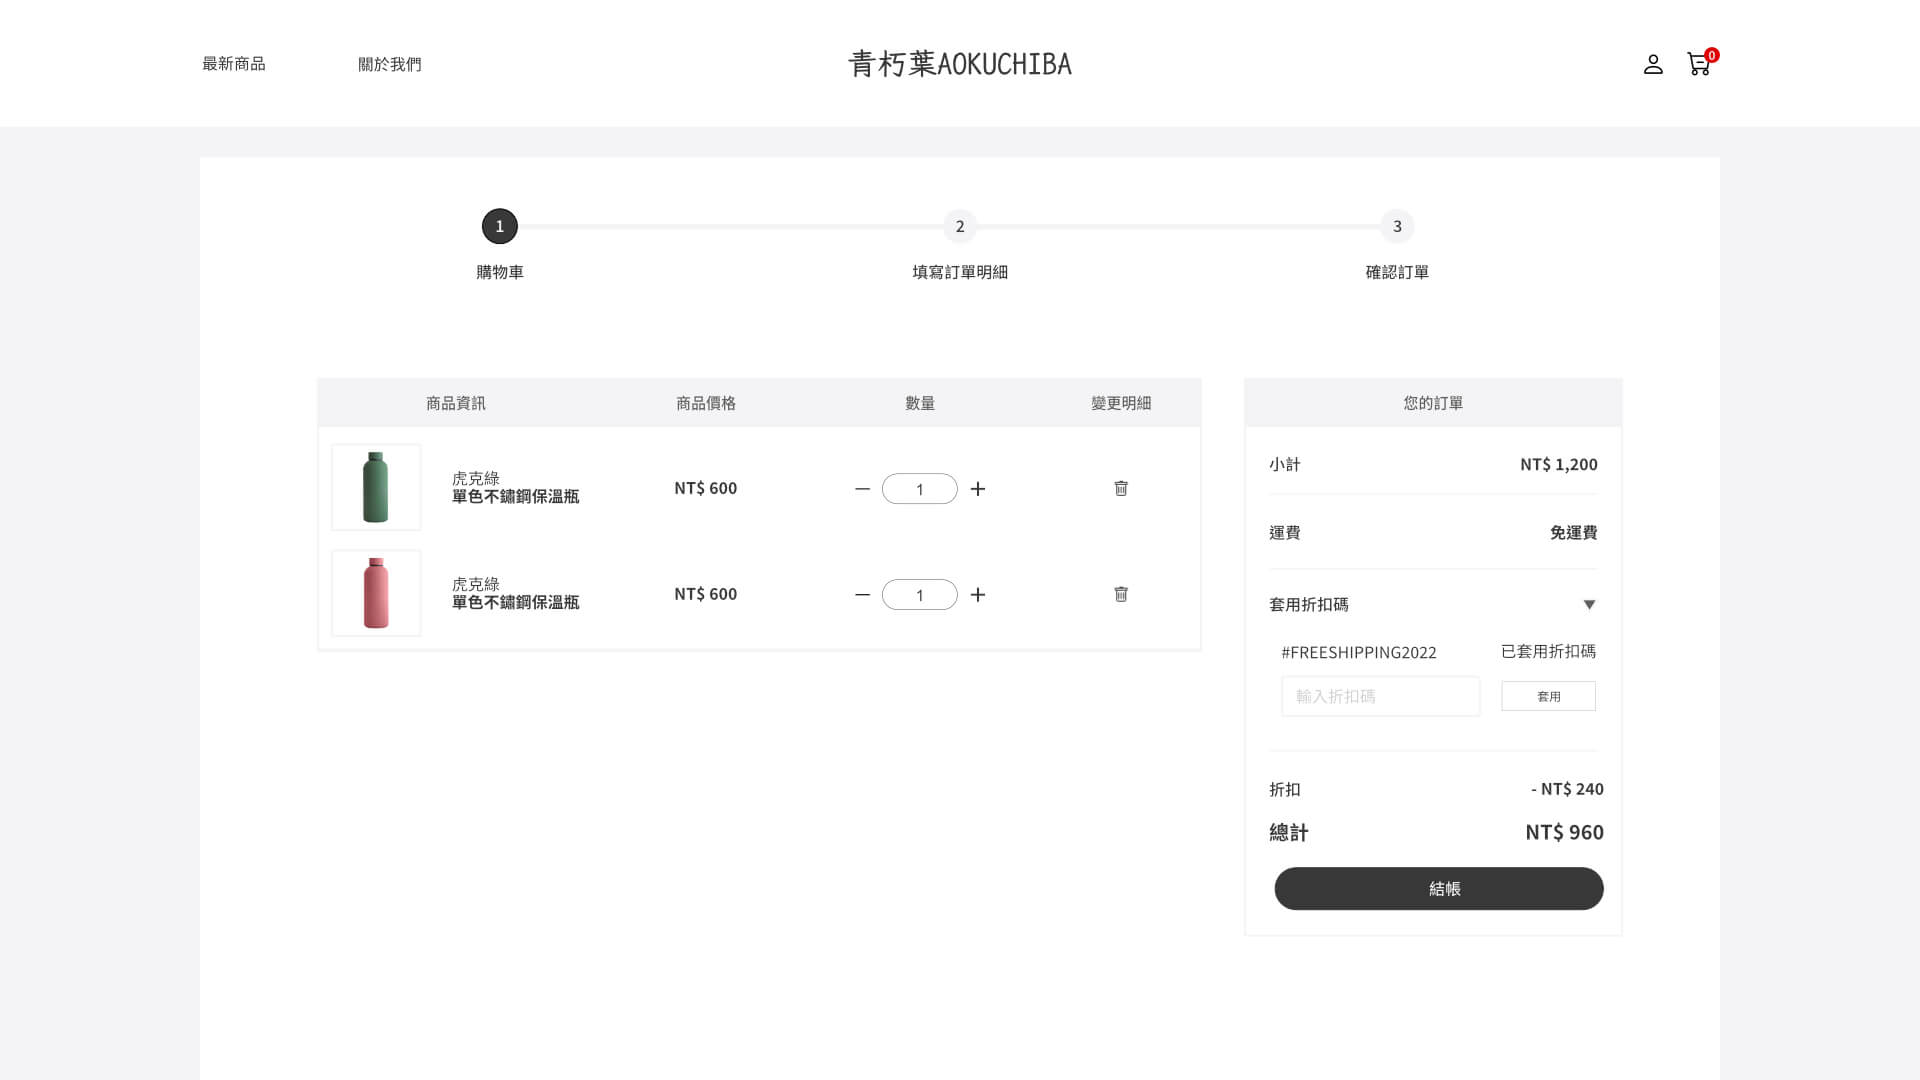 最新商品
關於我們
青朽葉AOKUCHIBA
0
1
2
3
購物車
填寫訂單明細
確認訂單
商品資訊
商品價格
數量
變更明細
虎克綠
單色不鏽鋼保溫瓶
NT$ 600
1
虎克綠
單色不鏽鋼保溫瓶
NT$ 600
1
您的訂單
小計
NT$ 1,200
運費
免運費
套用折扣碼
#FREESHIPPING2022
已套用折扣碼
輸入折扣碼
套用
折扣
- NT$ 240
總計
NT$ 960
結帳